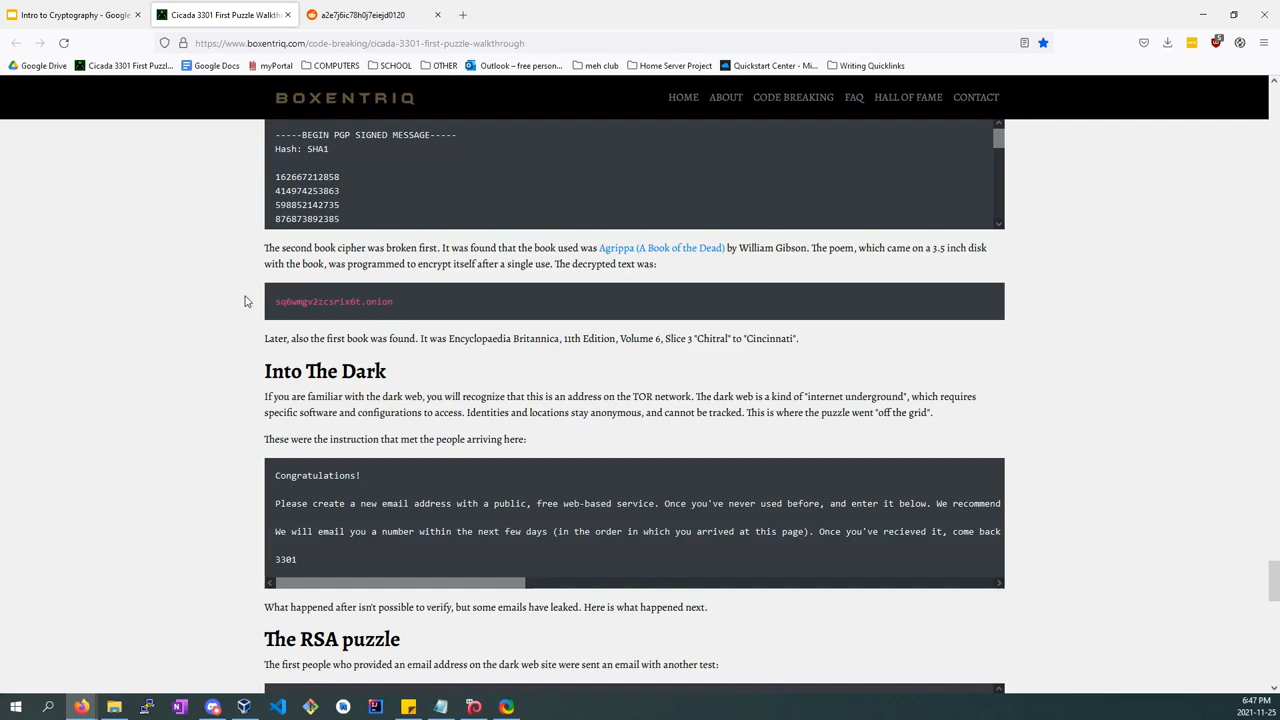 Intro to Cryptography - Google
Cicada 3301 First Puzzle Walkth
a2e7j6ic78h0j7eiejd0120
https://www.boxentriq.com/code-breaking/cicada-3301-first-puzzle-walkthrough
5
Google Drive
Cicada 3301 First Puzzl...
Google Docs
myPortal
COMPUTERS
SCHOOL
OTHER
Outlook – free person...
meh club
Home Server Project
Quickstart Center - Mi...
Writing Quicklinks
BOXENTRIQ
HOME ABOUT CODE BREAKING FAQ HALL OF FAME CONTACT
-----BEGIN PGP SIGNED MESSAGE-----
Hash: SHA1
162667212858
414974253863
598852142735
876873892385
The second book cipher was broken first. It was found that the book used was Agrippa (A Book of the Dead) by William Gibson. The poem, which came on a 3.5 inch disk
with the book, was programmed to encrypt itself after a single use. The decrypted text was:
sq6wmgv2zcsrix6t.onion
Later, also the first book was found. It was Encyclopaedia Britannica, 11th Edition, Volume 6, Slice 3 "Chitral" to "Cincinnati".
Into The Dark
If you are familiar with the dark web, you will recognize that this is an address on the TOR network. The dark web is a kind of "internet underground", which requires
specific software and configurations to access. Identities and locations stay anonymous, and cannot be tracked. This is where the puzzle went "off the grid".
These were the instruction that met the people arriving here:
Congratulations!
Please create a new email address with a public, free web-based service. Once you've never used before, and enter it below. We recommend
We will email you a number within the next few days (in the order in which you arrived at this page). Once you've recieved it, come back
3301
What happened after isn't possible to verify, but some emails have leaked. Here is what happened next.
The RSA puzzle
The first people who provided an email address on the dark web site were sent an email with another test:
6:47 PM
2021-11-25